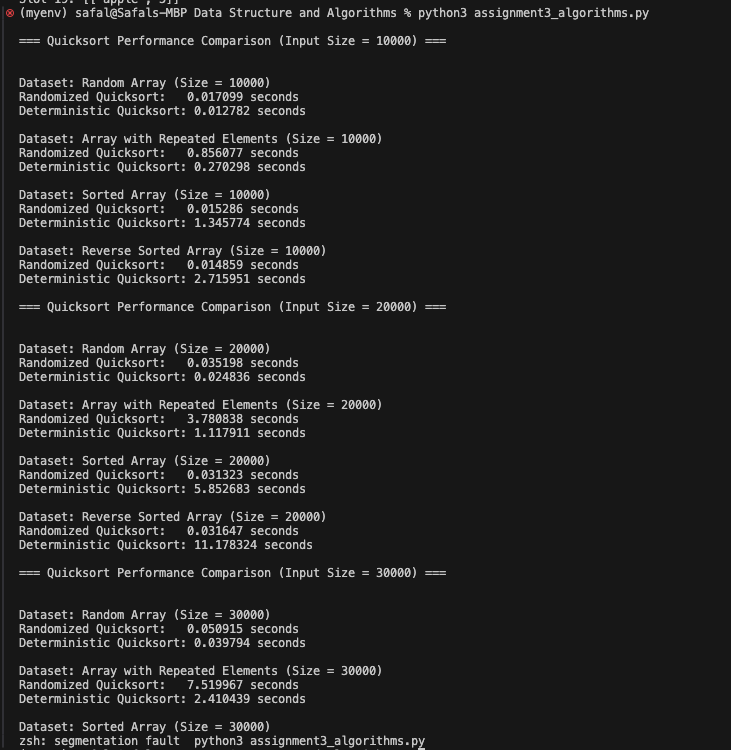 Slot 19: [['apple', 5]]
(myenv) safal@Safals-MBP Data Structure and Algorithms % python3 assignment3_algorithms.py
=== Quicksort Performance Comparison (Input Size = 10000) ===
Dataset: Random Array (Size = 10000)
Randomized Quicksort:   0.017099 seconds
Deterministic Quicksort: 0.012782 seconds
Dataset: Array with Repeated Elements (Size = 10000)
Randomized Quicksort:   0.856077 seconds
Deterministic Quicksort: 0.270298 seconds
Dataset: Sorted Array (Size = 10000)
Randomized Quicksort:   0.015286 seconds
Deterministic Quicksort: 1.345774 seconds
Dataset: Reverse Sorted Array (Size = 10000)
Randomized Quicksort:   0.014859 seconds
Deterministic Quicksort: 2.715951 seconds
=== Quicksort Performance Comparison (Input Size = 20000) ===
Dataset: Random Array (Size = 20000)
Randomized Quicksort:   0.035198 seconds
Deterministic Quicksort: 0.024836 seconds
Dataset: Array with Repeated Elements (Size = 20000)
Randomized Quicksort:   3.780838 seconds
Deterministic Quicksort: 1.117911 seconds
Dataset: Sorted Array (Size = 20000)
Randomized Quicksort:   0.031323 seconds
Deterministic Quicksort: 5.852683 seconds
Dataset: Reverse Sorted Array (Size = 20000)
Randomized Quicksort:   0.031647 seconds
Deterministic Quicksort: 11.178324 seconds
=== Quicksort Performance Comparison (Input Size = 30000) ===
Dataset: Random Array (Size = 30000)
Randomized Quicksort:   0.050915 seconds
Deterministic Quicksort: 0.039794 seconds
Dataset: Array with Repeated Elements (Size = 30000)
Randomized Quicksort:   7.519967 seconds
Deterministic Quicksort: 2.410439 seconds
Dataset: Sorted Array (Size = 30000)
zsh: segmentation fault  python3 assignment3_algorithms.py